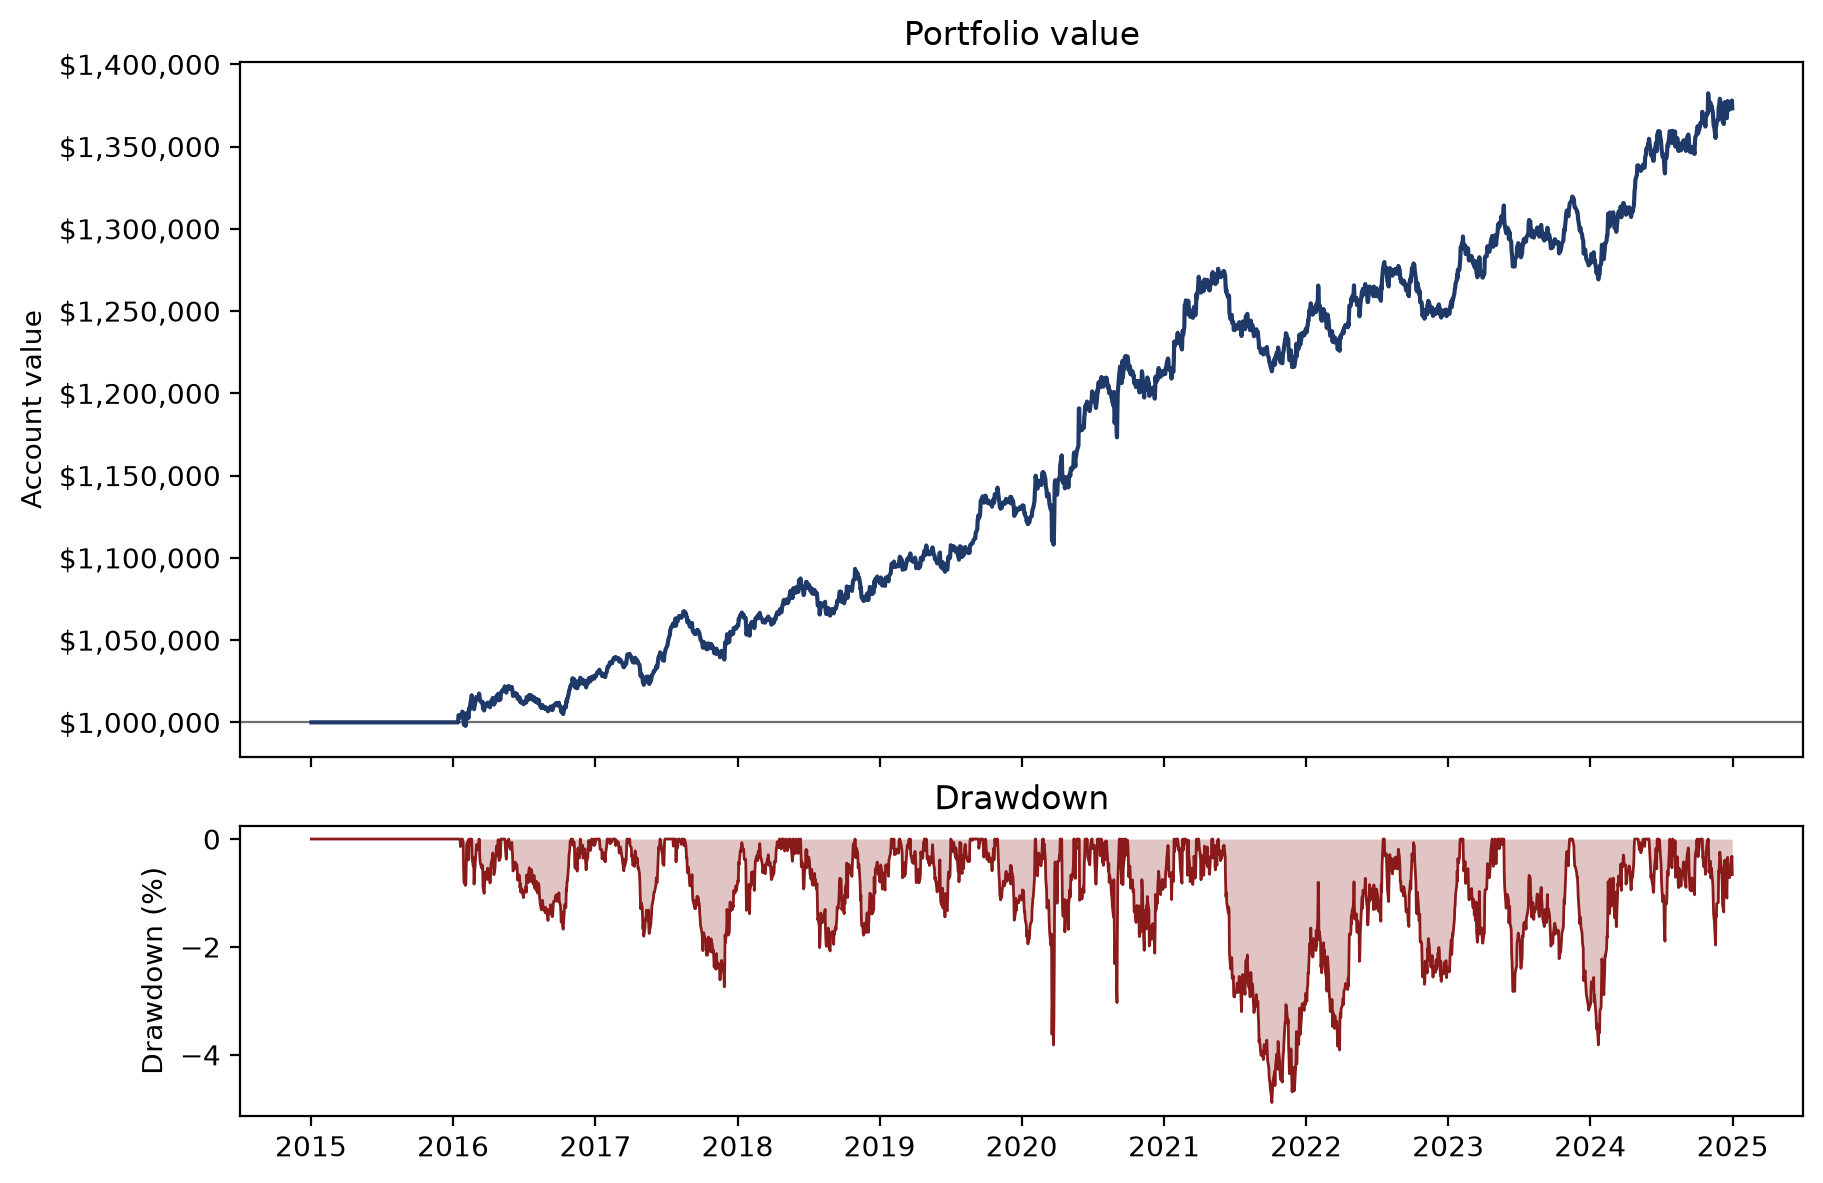 Portfolio value
$1,400,000
$1,350,000
$1,300,000
$1,250,000
$1,200,000
$1,150,000
$1,100,000
$1,050,000
$1,000,000
Account value
Drawdown
0
−2
−4
Drawdown (%)
2015 2016 2017 2018 2019 2020 2021 2022 2023 2024 2025